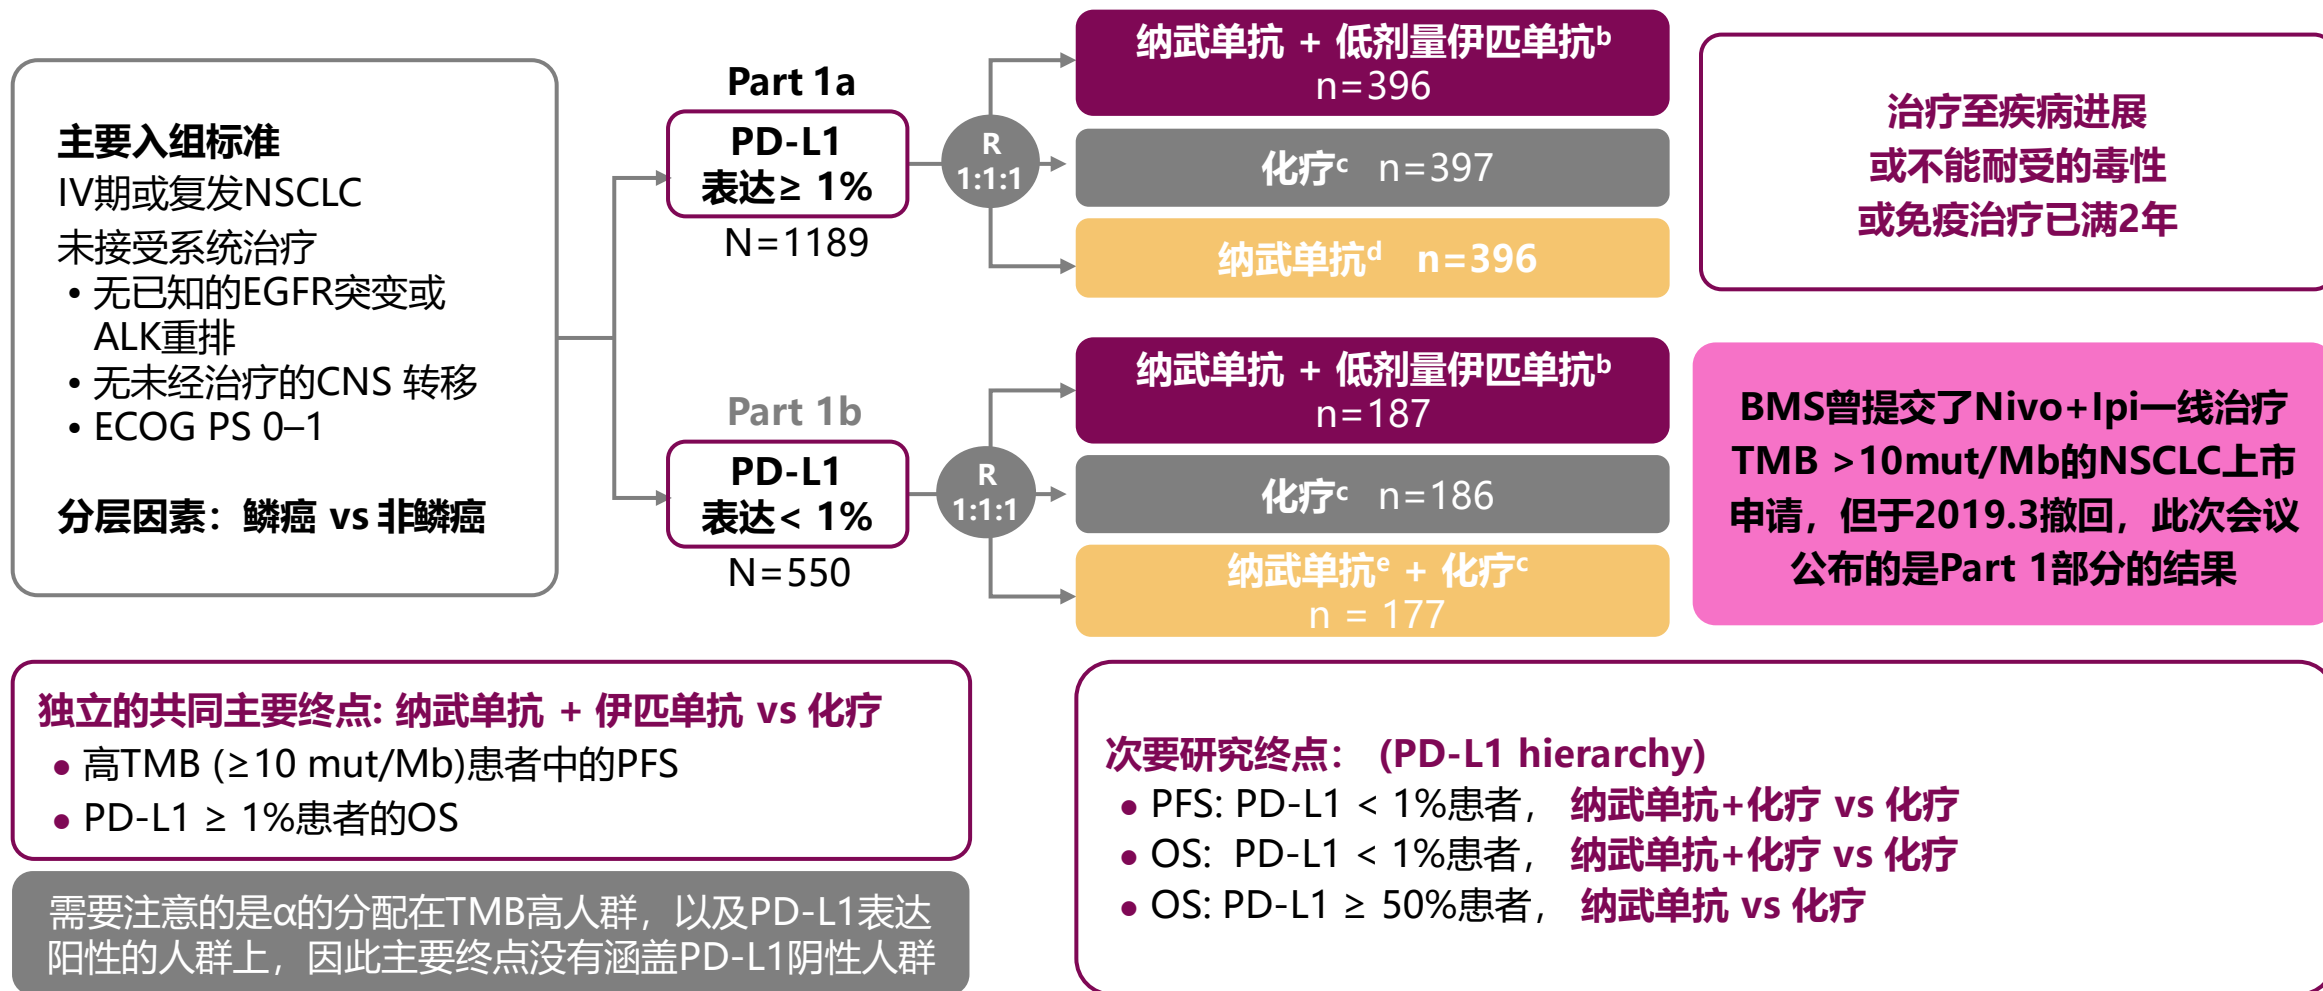 主要入组标准
IV期或复发NSCLC
未接受系统治疗
• 无已知的EGFR突变或
ALK重排
• 无未经治疗的CNS 转移
• ECOG PS 0–1
分层因素：鳞癌 vs 非鳞癌
Part 1a
PD-L1
表达≥ 1%
N=1189
R
1:1:1
纳武单抗 + 低剂量伊匹单抗ᵇ
n=396
化疗ᶜ n=397
纳武单抗ᵈ n=396
Part 1b
PD-L1
表达< 1%
N=550
R
1:1:1
纳武单抗 + 低剂量伊匹单抗ᵇ
n=187
化疗ᶜ n=186
纳武单抗ᵉ + 化疗ᶜ
n = 177
治疗至疾病进展
或不能耐受的毒性
或免疫治疗已满2年
BMS曾提交了Nivo+Ipi一线治疗
TMB >10mut/Mb的NSCLC上市
申请，但于2019.3撤回，此次会议
公布的是Part 1部分的结果
独立的共同主要终点: 纳武单抗 + 伊匹单抗 vs 化疗
• 高TMB (≥10 mut/Mb)患者中的PFS
• PD-L1 ≥ 1%患者的OS
需要注意的是α的分配在TMB高人群，以及PD-L1表达
阳性的人群上，因此主要终点没有涵盖PD-L1阴性人群
次要研究终点： (PD-L1 hierarchy)
• PFS: PD-L1 < 1%患者， 纳武单抗+化疗 vs 化疗
• OS: PD-L1 < 1%患者， 纳武单抗+化疗 vs 化疗
• OS: PD-L1 ≥ 50%患者， 纳武单抗 vs 化疗